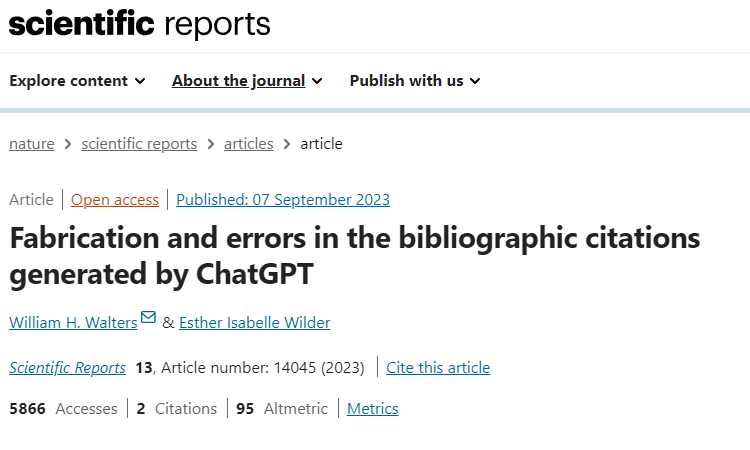 scientific reports
Explore content About the journal Publish with us
nature > scientific reports > articles > article
Article | Open access | Published: 07 September 2023
Fabrication and errors in the bibliographic citations
generated by ChatGPT
William H. Walters & Esther Isabelle Wilder
Scientific Reports 13, Article number: 14045 (2023) | Cite this article
5866 Accesses | 2 Citations | 95 Altmetric | Metrics